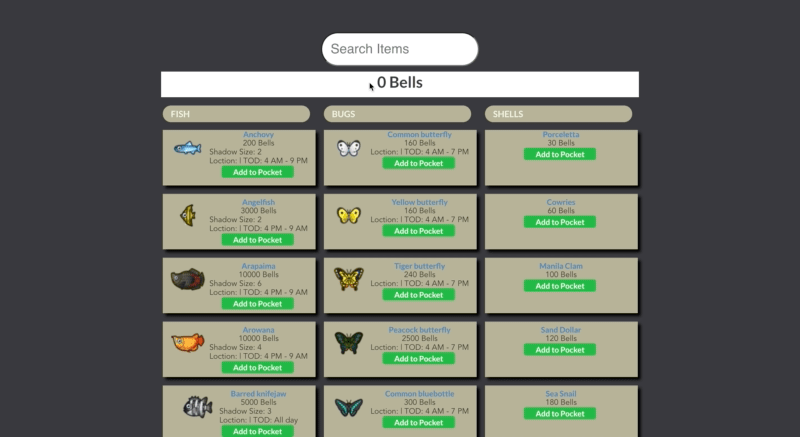 Search Items
0 Bells
FISH
Anchovy
200 Bells
Shadow Size: 2
Loction: | TOD: 4 AM - 9 PM
Add to Pocket
Angelfish
3000 Bells
Shadow Size: 2
Loction: | TOD: 4 PM - 9 AM
Add to Pocket
Arapaima
10000 Bells
Shadow Size: 6
Loction: | TOD: 4 PM - 9 AM
Add to Pocket
Arowana
10000 Bells
Shadow Size: 4
Loction: | TOD: 4 PM - 9 AM
Add to Pocket
Barred knifejaw
5000 Bells
Shadow Size: 3
Loction: | TOD: All day
Add to Pocket
BUGS
Common butterfly
160 Bells
Loction: | TOD: 4 AM - 7 PM
Add to Pocket
Yellow butterfly
160 Bells
Loction: | TOD: 4 AM - 7 PM
Add to Pocket
Tiger butterfly
240 Bells
Loction: | TOD: 4 AM - 7 PM
Add to Pocket
Peacock butterfly
2500 Bells
Loction: | TOD: 4 AM - 7 PM
Add to Pocket
Common bluebottle
300 Bells
Loction: | TOD: 4 AM - 7 PM
Add to Pocket
SHELLS
Porceletta
30 Bells
Add to Pocket
Cowries
60 Bells
Add to Pocket
Manila Clam
100 Bells
Add to Pocket
Sand Dollar
120 Bells
Add to Pocket
Sea Snail
180 Bells
Add to Pocket